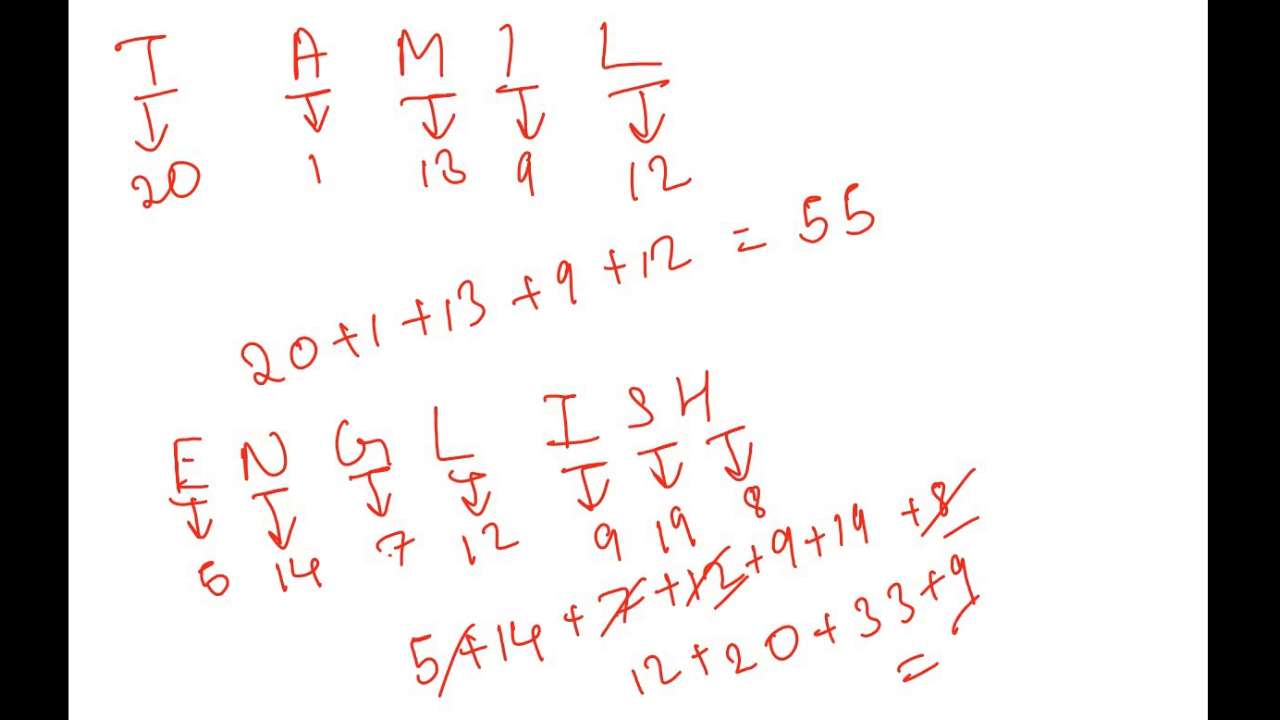 T A M I L
20 1 13 9 12
20+1+13+9+12 = 55
E N G L I S H
5 14 7 12 9 19 8
5+14+7+12+9+19+8
12+20+33+9
=